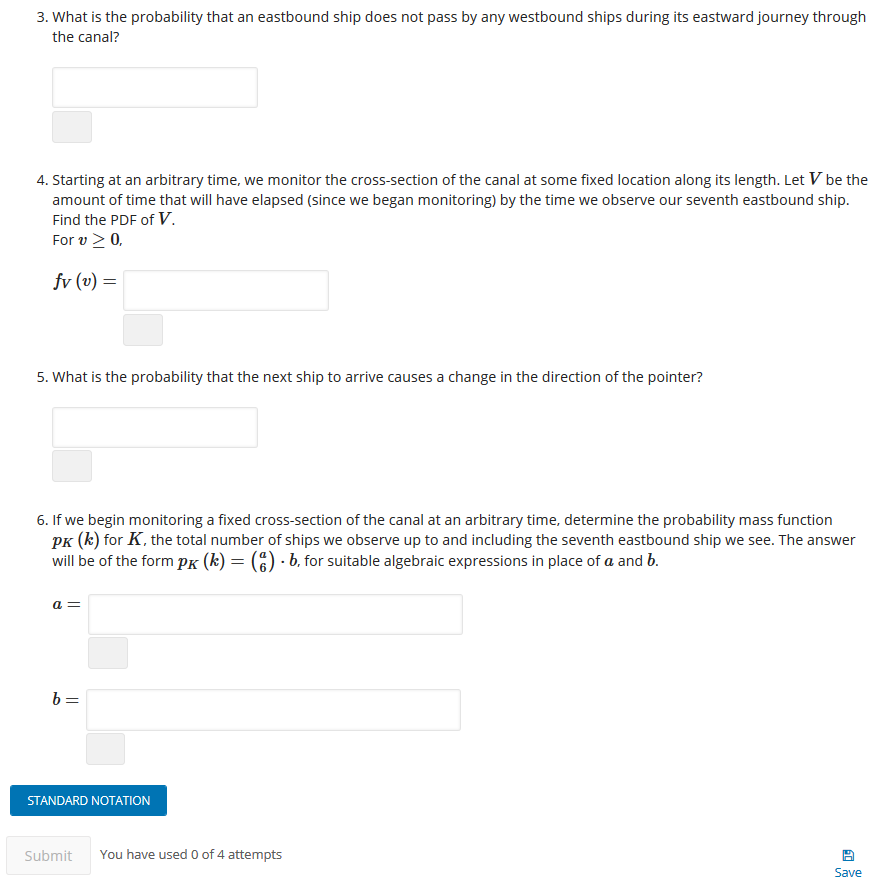 3. What is the probability that an eastbound ship does not pass by any westbound ships during its eastward journey through
the canal?
4. Starting at an arbitrary time, we monitor the cross-section of the canal at some fixed location along its length. Let V be the
amount of time that will have elapsed (since we began monitoring) by the time we observe our seventh eastbound ship.
Find the PDF of V.
For v ≥ 0,
f_V (v) =
5. What is the probability that the next ship to arrive causes a change in the direction of the pointer?
6. If we begin monitoring a fixed cross-section of the canal at an arbitrary time, determine the probability mass function
p_K (k) for K, the total number of ships we observe up to and including the seventh eastbound ship we see. The answer
will be of the form p_K (k) = \binom{a}{6} · b, for suitable algebraic expressions in place of a and b.
a =
b =
STANDARD NOTATION
Submit You have used 0 of 4 attempts
Save